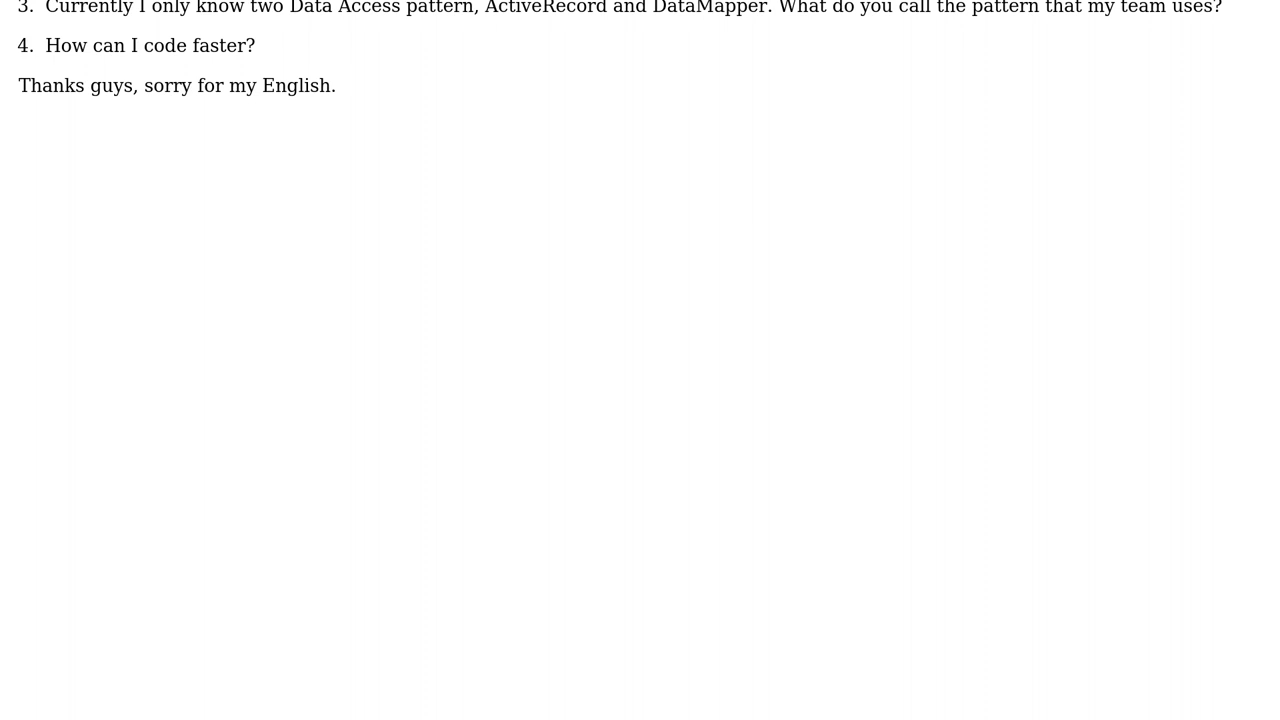 3. Currently I only know two Data Access pattern, ActiveRecord and DataMapper. What do you call the pattern that my team uses?
4. How can I code faster?
Thanks guys, sorry for my English.